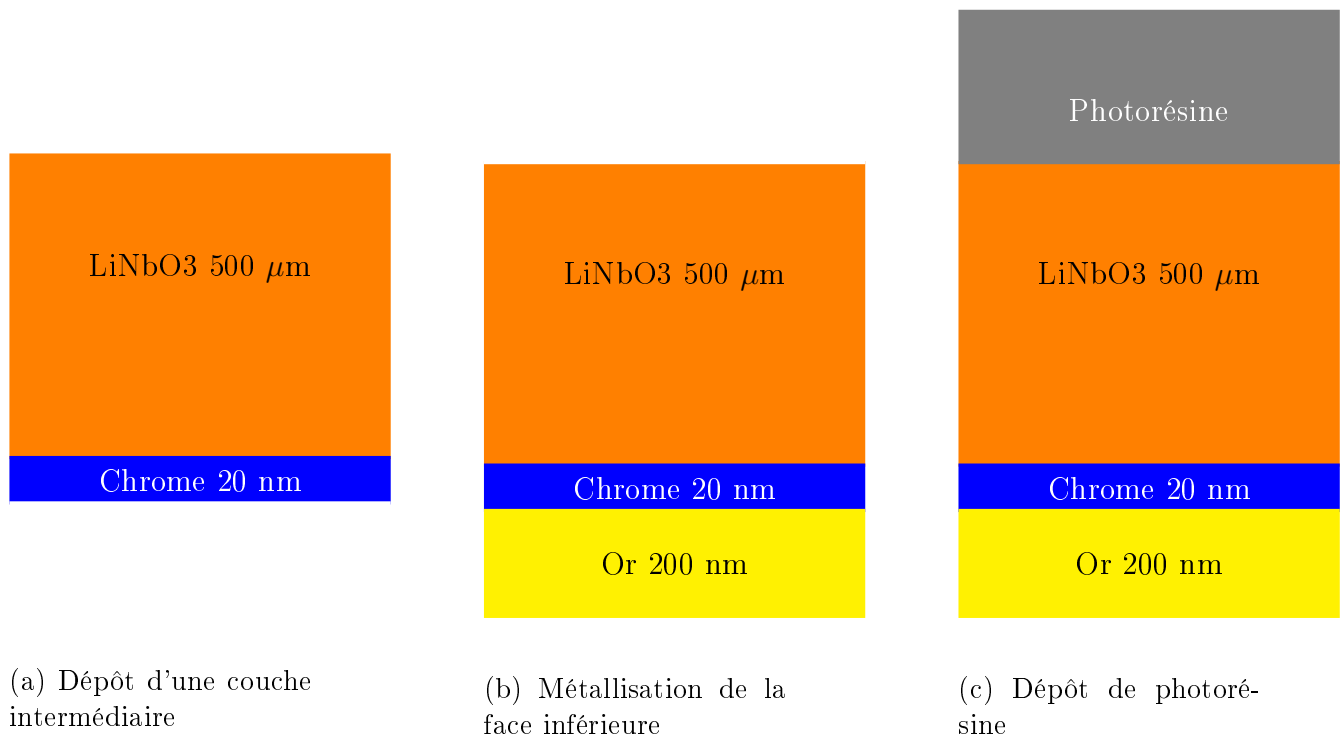 LiNbO3 500 μm
Chrome 20 nm
(a) Dépôt d'une couche
intermédiaire
LiNbO3 500 μm
Chrome 20 nm
Or 200 nm
(b) Métallisation de la
face inférieure
Photorésine
LiNbO3 500 μm
Chrome 20 nm
Or 200 nm
(c) Dépôt de photoré-
sine